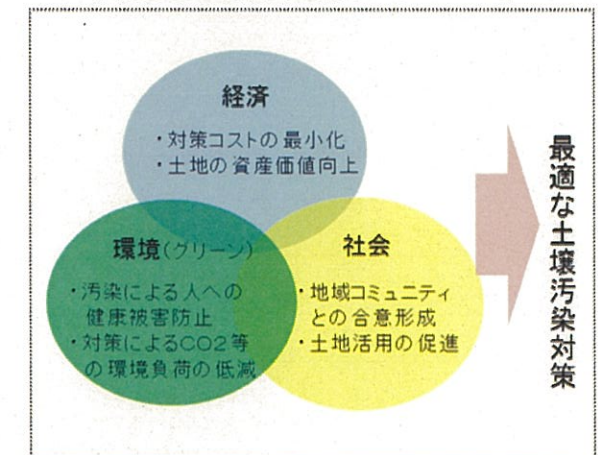 経済
・対策コストの最小化
・土地の資産価値向上
環境(グリーン)
・汚染による人への
健康被害防止
・対策によるCO2等
の環境負荷の低減
社会
・地域コミュニティ
との合意形成
・土地活用の促進
最適な土壌汚染対策